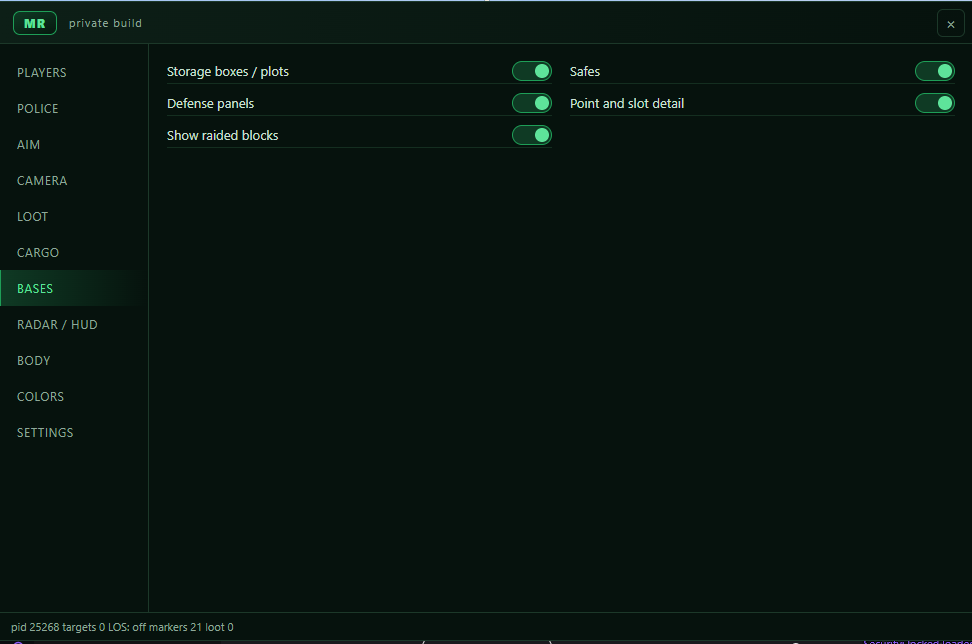 MR private build ×
PLAYERS
POLICE
AIM
CAMERA
LOOT
CARGO
BASES
RADAR / HUD
BODY
COLORS
SETTINGS
Storage boxes / plots
Safes
Defense panels
Point and slot detail
Show raided blocks
pid 25268 targets 0 LOS: off markers 21 loot 0